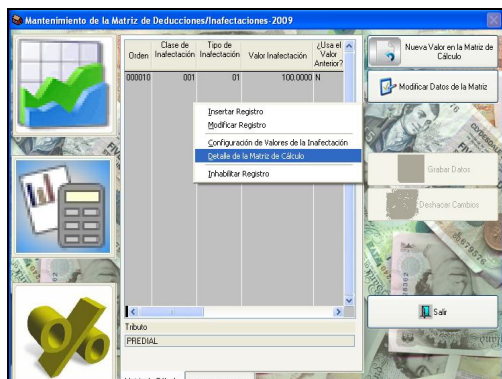 Mantenimiento de la Matriz de Deducciones/Inafectaciones-2009
Orden
Clase de Inafectación
Tipo de Inafectación
Valor Inafectación
¿Usa el Valor Anterior?
000010 001 01 100.0000 N
Insertar Registro
Modificar Registro
Configuración de Valores de la Inafectación
Detalle de la Matriz de Cálculo
Inhabilitar Registro
Tributo
PREDIAL
Nueva Valor en la Matriz de
Cálculo
Modificar Datos de la Matriz
Grabar Datos
Deshacer Cambios
Salir